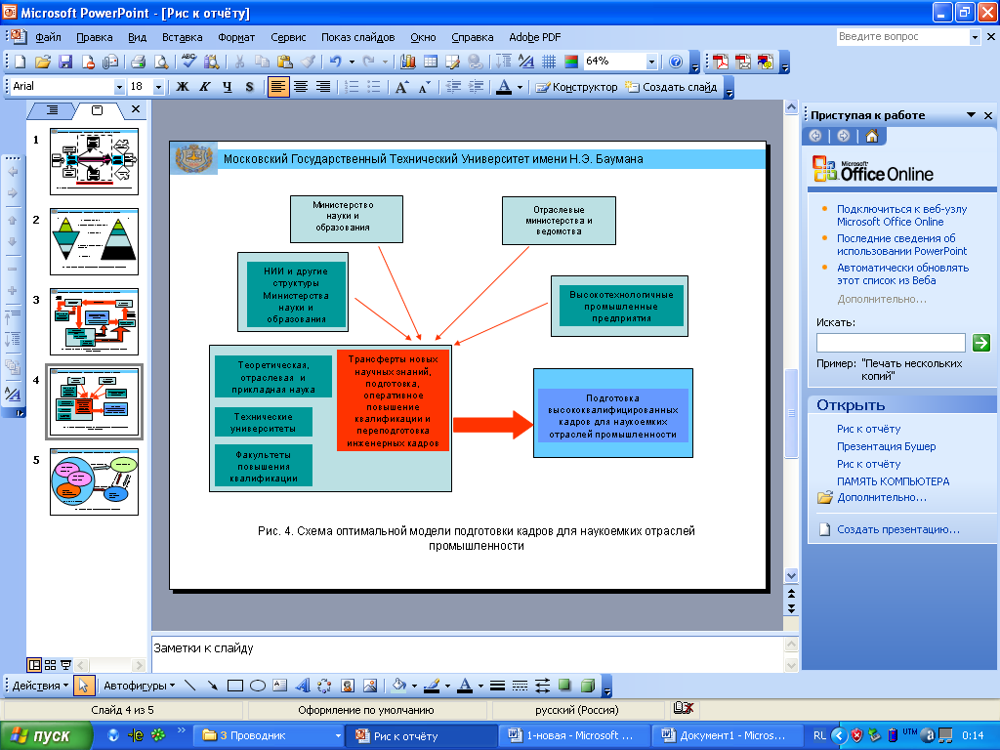 Microsoft PowerPoint - [Рис к отчёту]
Файл Правка Вид Вставка Формат Сервис Показ слайдов Окно Справка Adobe PDF
Введите вопрос
64%
Arial 18 Ж К Ч S Конструктор Создать слайд
1
2
3
4
5
Московский Государственный Технический Университет имени Н.Э. Баумана
Министерство
науки и
образования
Отраслевые
министерства и
ведомства
НИИ и другие
структуры
Министерства
науки и
образования
Высокотехнологичные
промышленные
предприятия
Теоретическая,
отраслевая и
прикладная наука
Технические
университеты
Факультеты
повышения
квалификации
Трансферты новых
научных знаний,
подготовка,
оперативное
повышение
квалификации и
переподготовка
инженерных кадров
Подготовка
высококвалифицированных
кадров для наукоемких
отраслей промышленности
Рис. 4. Схема оптимальной модели подготовки кадров для наукоемких отраслей
промышленности
Приступая к работе
Microsoft
Office Online
Подключиться к веб-узлу
Microsoft Office Online
Последние сведения об
использовании PowerPoint
Автоматически обновлять
этот список из Веба
Дополнительно...
Искать:
Пример: "Печать нескольких
копий"
Открыть
Рис к отчёту
Презентация Бушер
Рис к отчёту
ПАМЯТЬ КОМПЬЮТЕРА
Дополнительно...
Создать презентацию...
Заметки к слайду
Действия Автофигуры
Слайд 4 из 5 Оформление по умолчанию русский (Россия)
пуск 3 Проводник Рис к отчёту 1-новая - Microsoft ... Документ1 - Micros... RL UTM 0:14